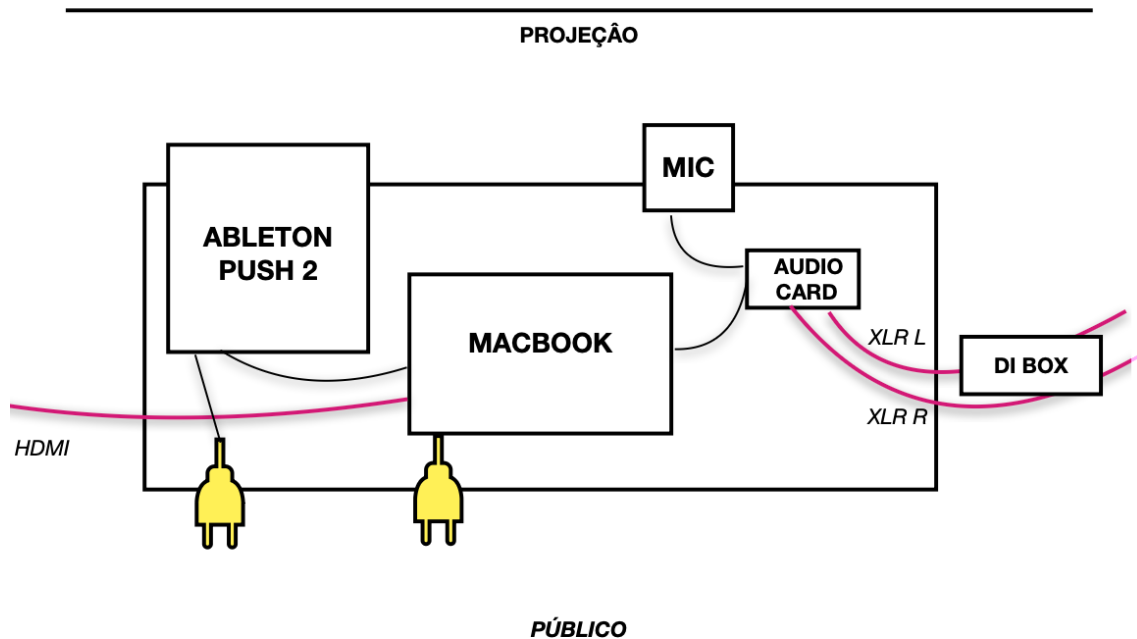 PROJEÇÂO
MIC
ABLETON
PUSH 2
AUDIO
CARD
MACBOOK
XLR L
DI BOX
XLR R
HDMI
PÚBLICO